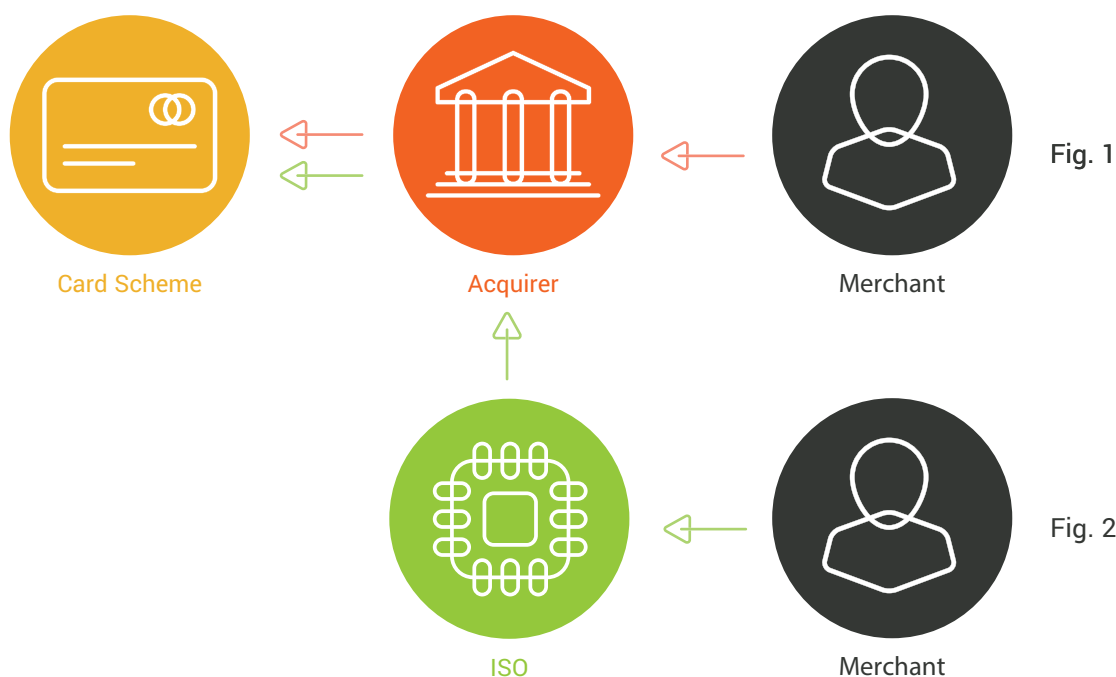 Fig. 1
Card Scheme
Acquirer
Merchant
Fig. 2
ISO
Merchant